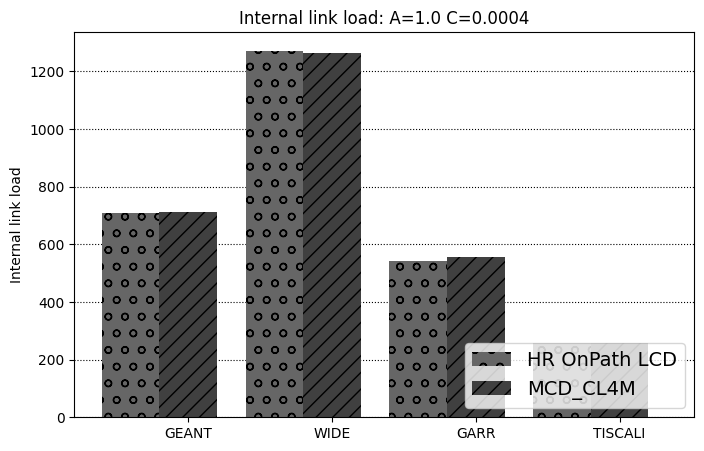 Internal link load: A=1.0 C=0.0004
1200
1000
800
600
400
200
0
Internal link load
HR OnPath LCD
MCD_CL4M
GEANT WIDE GARR TISCALI